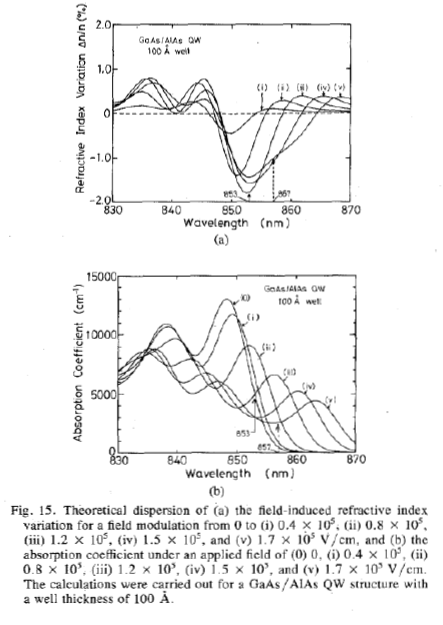 2.0
GaAs/AlAs QW
100 Å well
1.0
0
-1.0
-2.0
Refractive Index Variation Δn/n (%)
(i) (ii) (iii) (iv) (v)
853
857
830 840 850 860 870
Wavelength (nm)
(a)
15000
10000
5000
0
Absorption Coefficient (cm⁻¹)
GaAs/AlAs QW
100 Å well
(0)
(i)
(ii)
(iii)
(iv)
(v)
853
857
830 840 850 860 870
Wavelength (nm)
(b)
Fig. 15. Theoretical dispersion of (a) the field-induced refractive index
variation for a field modulation from 0 to (i) 0.4 × 10⁵, (ii) 0.8 × 10⁵,
(iii) 1.2 × 10⁵, (iv) 1.5 × 10⁵, and (v) 1.7 × 10⁵ V/cm, and (b) the
absorption coefficient under an applied field of (0) 0, (i) 0.4 × 10⁵, (ii)
0.8 × 10⁵, (iii) 1.2 × 10⁵, (iv) 1.5 × 10⁵, and (v) 1.7 × 10⁵ V/cm.
The calculations were carried out for a GaAs/AlAs QW structure with
a well thickness of 100 Å.